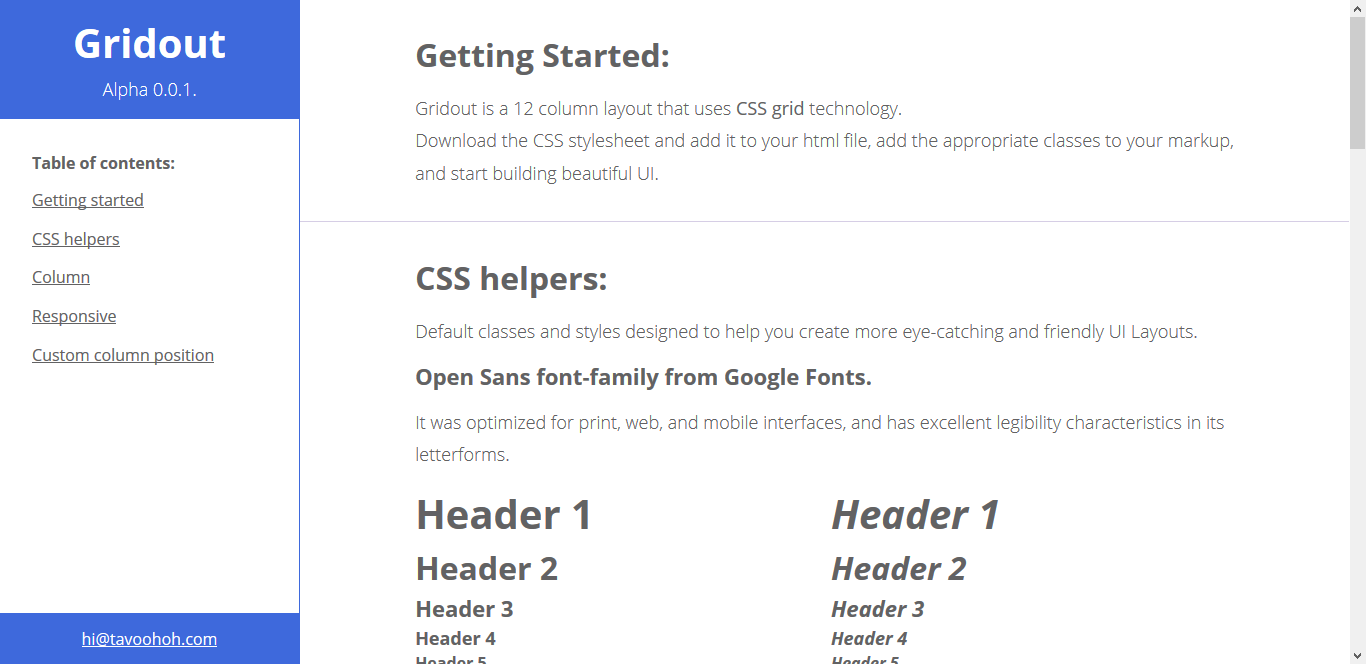 Gridout
Alpha 0.0.1.
Table of contents:
Getting started
CSS helpers
Column
Responsive
Custom column position
hi@tavoohoh.com
Getting Started:
Gridout is a 12 column layout that uses CSS grid technology.
Download the CSS stylesheet and add it to your html file, add the appropriate classes to your markup,
and start building beautiful UI.
CSS helpers:
Default classes and styles designed to help you create more eye-catching and friendly UI Layouts.
Open Sans font-family from Google Fonts.
It was optimized for print, web, and mobile interfaces, and has excellent legibility characteristics in its
letterforms.
Header 1
Header 1
Header 2
Header 2
Header 3
Header 3
Header 4
Header 4
Header 5
Header 5